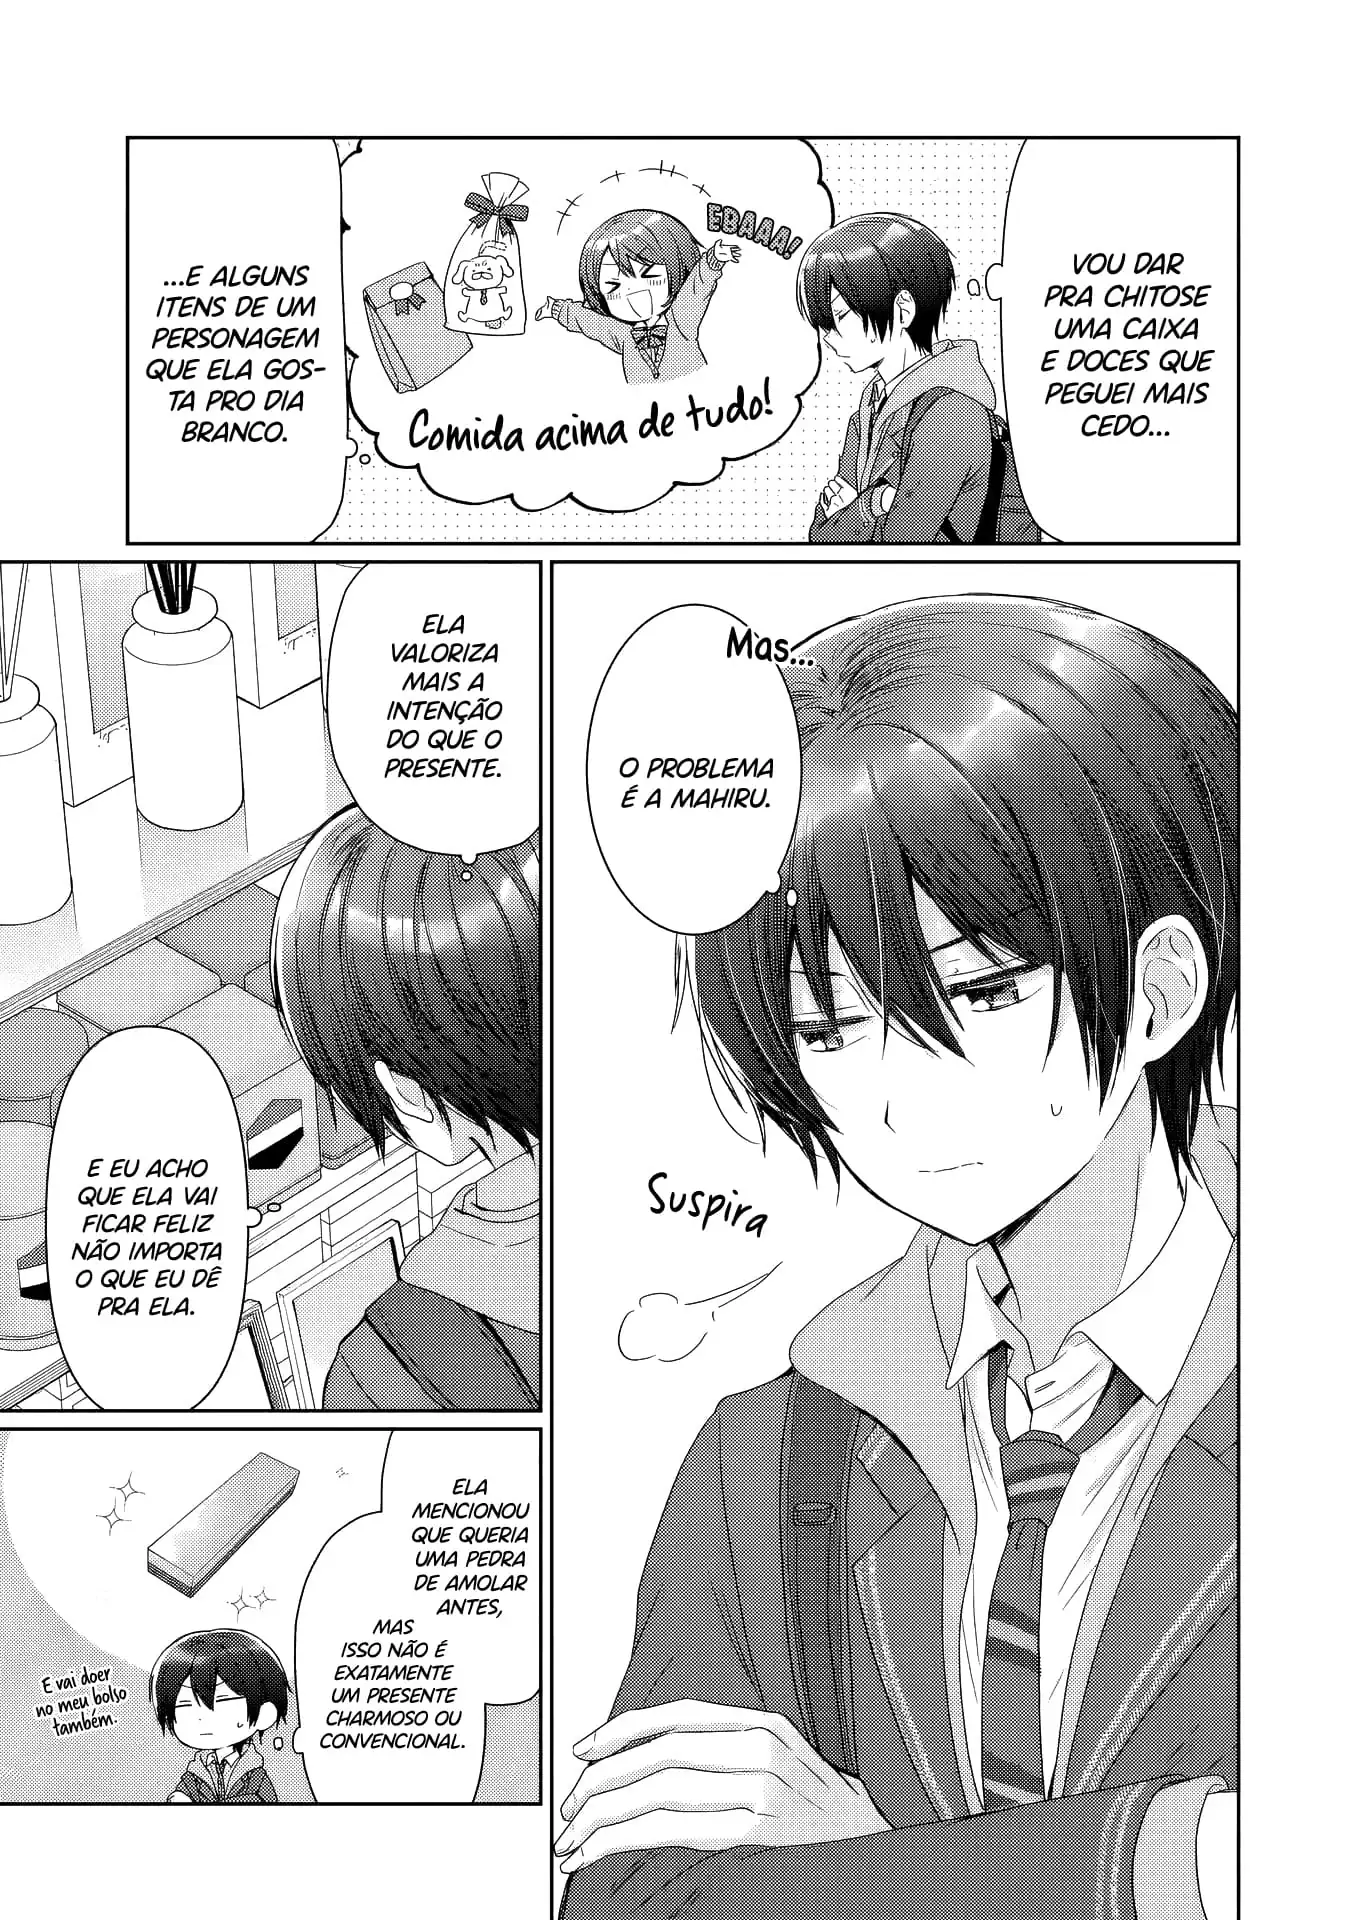 VOU DAR
PRA CHITOSE
UMA CAIXA
E DOCES QUE
PEGUEI MAIS
CEDO...
EBAAA!
Comida acima de tudo!
...E ALGUNS
ITENS DE UM
PERSONAGEM
QUE ELA GOS-
TA PRO DIA
BRANCO.
Mas...
O PROBLEMA
É A MAHIRU.
Suspira
ELA
VALORIZA
MAIS A
INTENÇÃO
DO QUE O
PRESENTE.
E EU ACHO
QUE ELA VAI
FICAR FELIZ
NÃO IMPORTA
O QUE EU DÊ
PRA ELA.
ELA
MENCIONOU
QUE QUERIA
UMA PEDRA
DE AMOLAR
ANTES,
MAS
ISSO NÃO É
EXATAMENTE
UM PRESENTE
CHARMOSO OU
CONVENCIONAL.
E vai doer
no meu bolso
também.